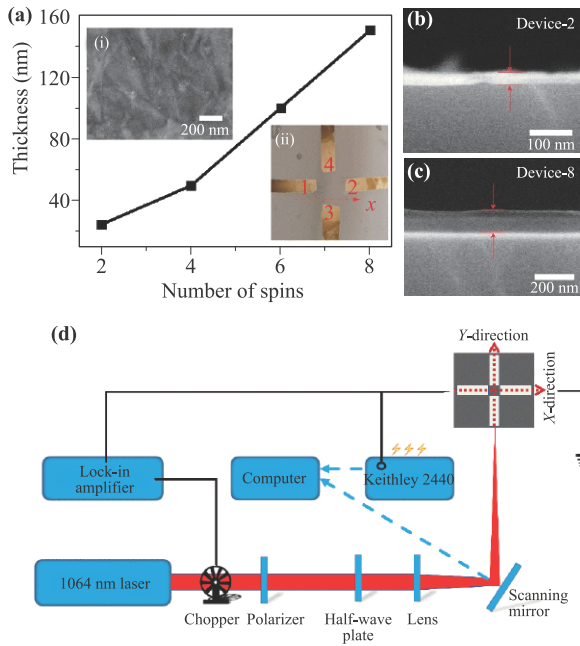 (a)
160
120
80
40
Thickness (nm)
2
4
6
8
Number of spins
(i)
200 nm
(ii)
4
1
2
3
x
(b)
Device-2
100 nm
(c)
Device-8
200 nm
(d)
Y-direction
X-direction
Lock-in
amplifier
Computer
Keithley 2440
1064 nm laser
Chopper
Polarizer
Half-wave
plate
Lens
Scanning
mirror